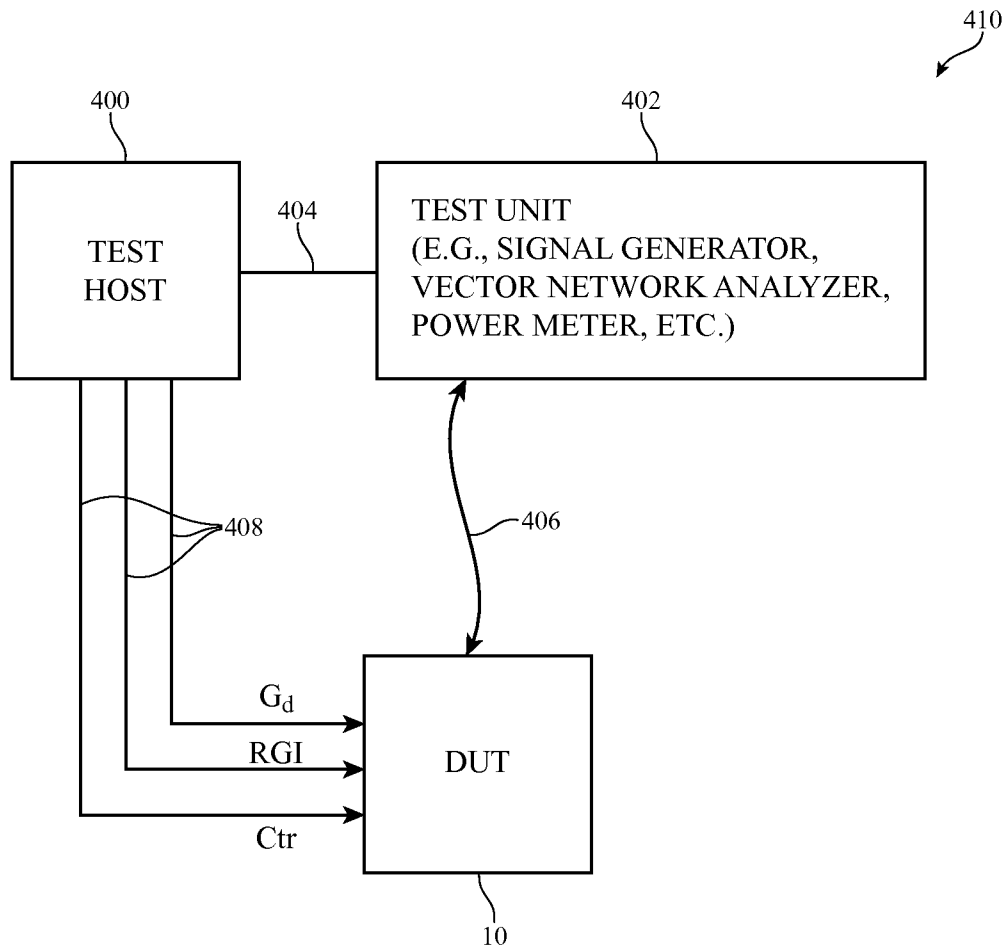 410
400
402
TEST
HOST
404
TEST UNIT
(E.G., SIGNAL GENERATOR,
VECTOR NETWORK ANALYZER,
POWER METER, ETC.)
408
406
Gd
RGI
Ctr
DUT
10